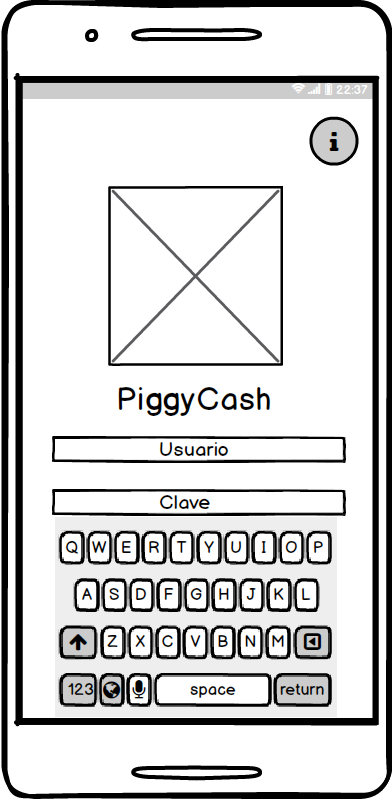 22:37
i
PiggyCash
Usuario
Clave
Q W E R T Y U I O P
A S D F G H J K L
Z X C V B N M
123 space return